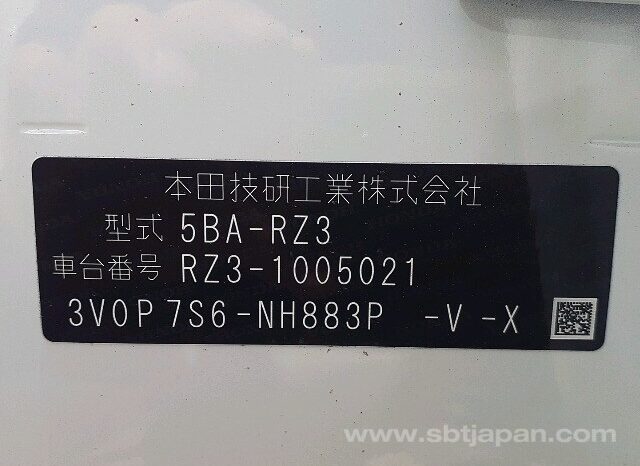 本田技研工業株式会社
型式 5BA-RZ3
車台番号 RZ3-1005021
3V0P 7S6-NH883P -V -X
www.sbtjapan.com